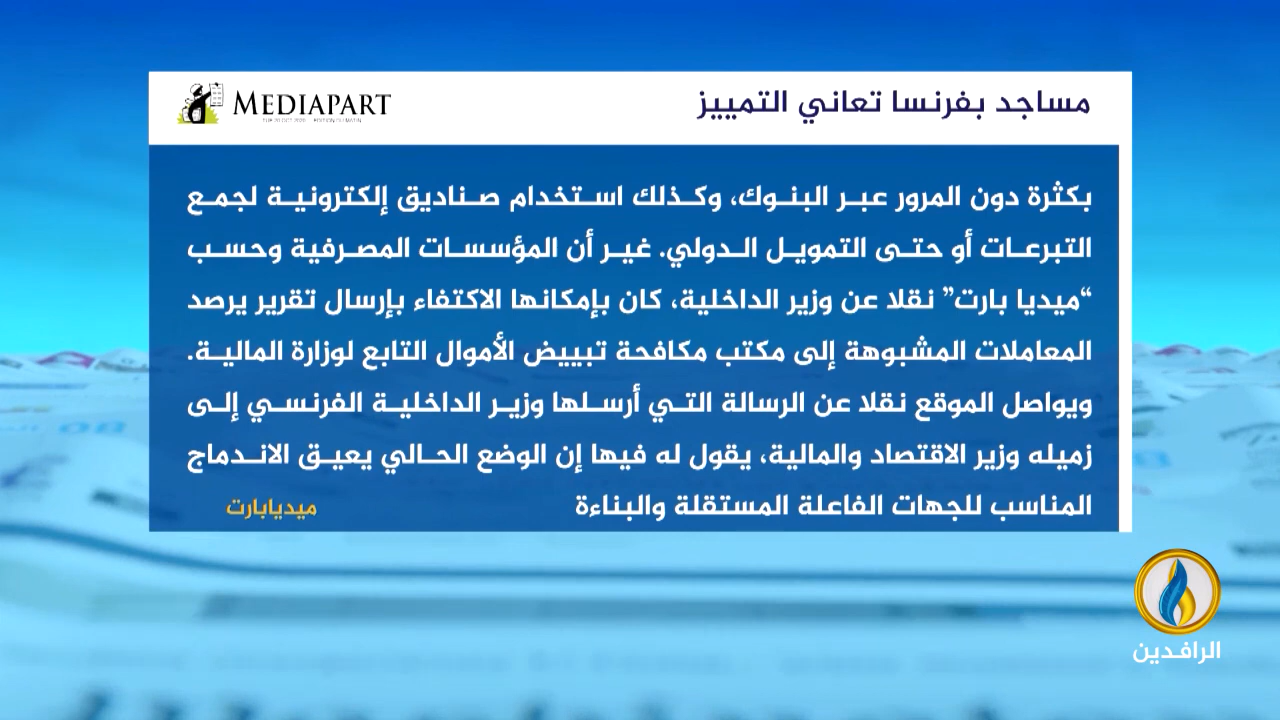 مساجد بفرنسا تعاني التمييز
MEDIAPART
بكثرة دون المرور عبر البنوك، وكذلك استخدام صناديق إلكترونية لجمع
التبرعات أو حتى التمويل الدولي. غير أن المؤسسات المصرفية وحسب
“ميديا بارت” نقلا عن وزير الداخلية، كان بإمكانها الاكتفاء بإرسال تقرير يرصد
المعاملات المشبوهة إلى مكتب مكافحة تبييض الأموال التابع لوزارة المالية.
ويواصل الموقع نقلا عن الرسالة التي أرسلها وزير الداخلية الفرنسي إلى
زميله وزير الاقتصاد والمالية، يقول له فيها إن الوضع الحالي يعيق الاندماج
المناسب للجهات الفاعلة المستقلة والبناءة
ميديابارت
الرافدين